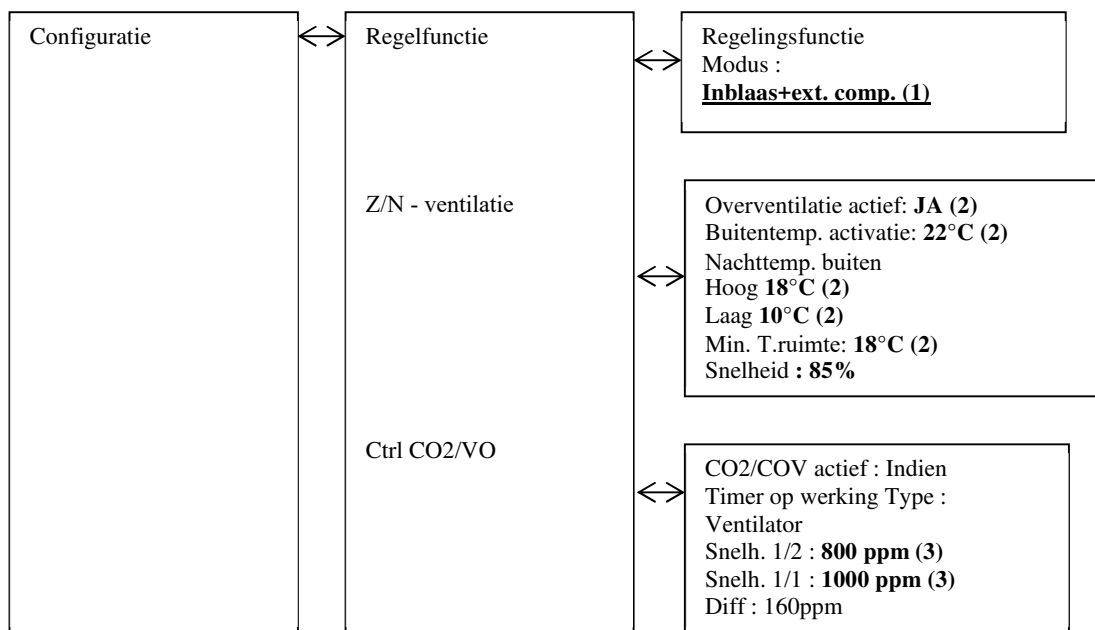 Configuratie
Regelfunctie
Regelingsfunctie
Modus :
Inblaas+ext. comp. (1)
Z/N - ventilatie
Overventilatie actief: JA (2)
Buitentemp. activatie: 22°C (2)
Nachttemp. buiten
Hoog 18°C (2)
Laag 10°C (2)
Min. T.ruimte: 18°C (2)
Snelheid : 85%
Ctrl CO2/VO
CO2/COV actief : Indien
Timer op werking Type :
Ventilator
Snelh. 1/2 : 800 ppm (3)
Snelh. 1/1 : 1000 ppm (3)
Diff : 160ppm